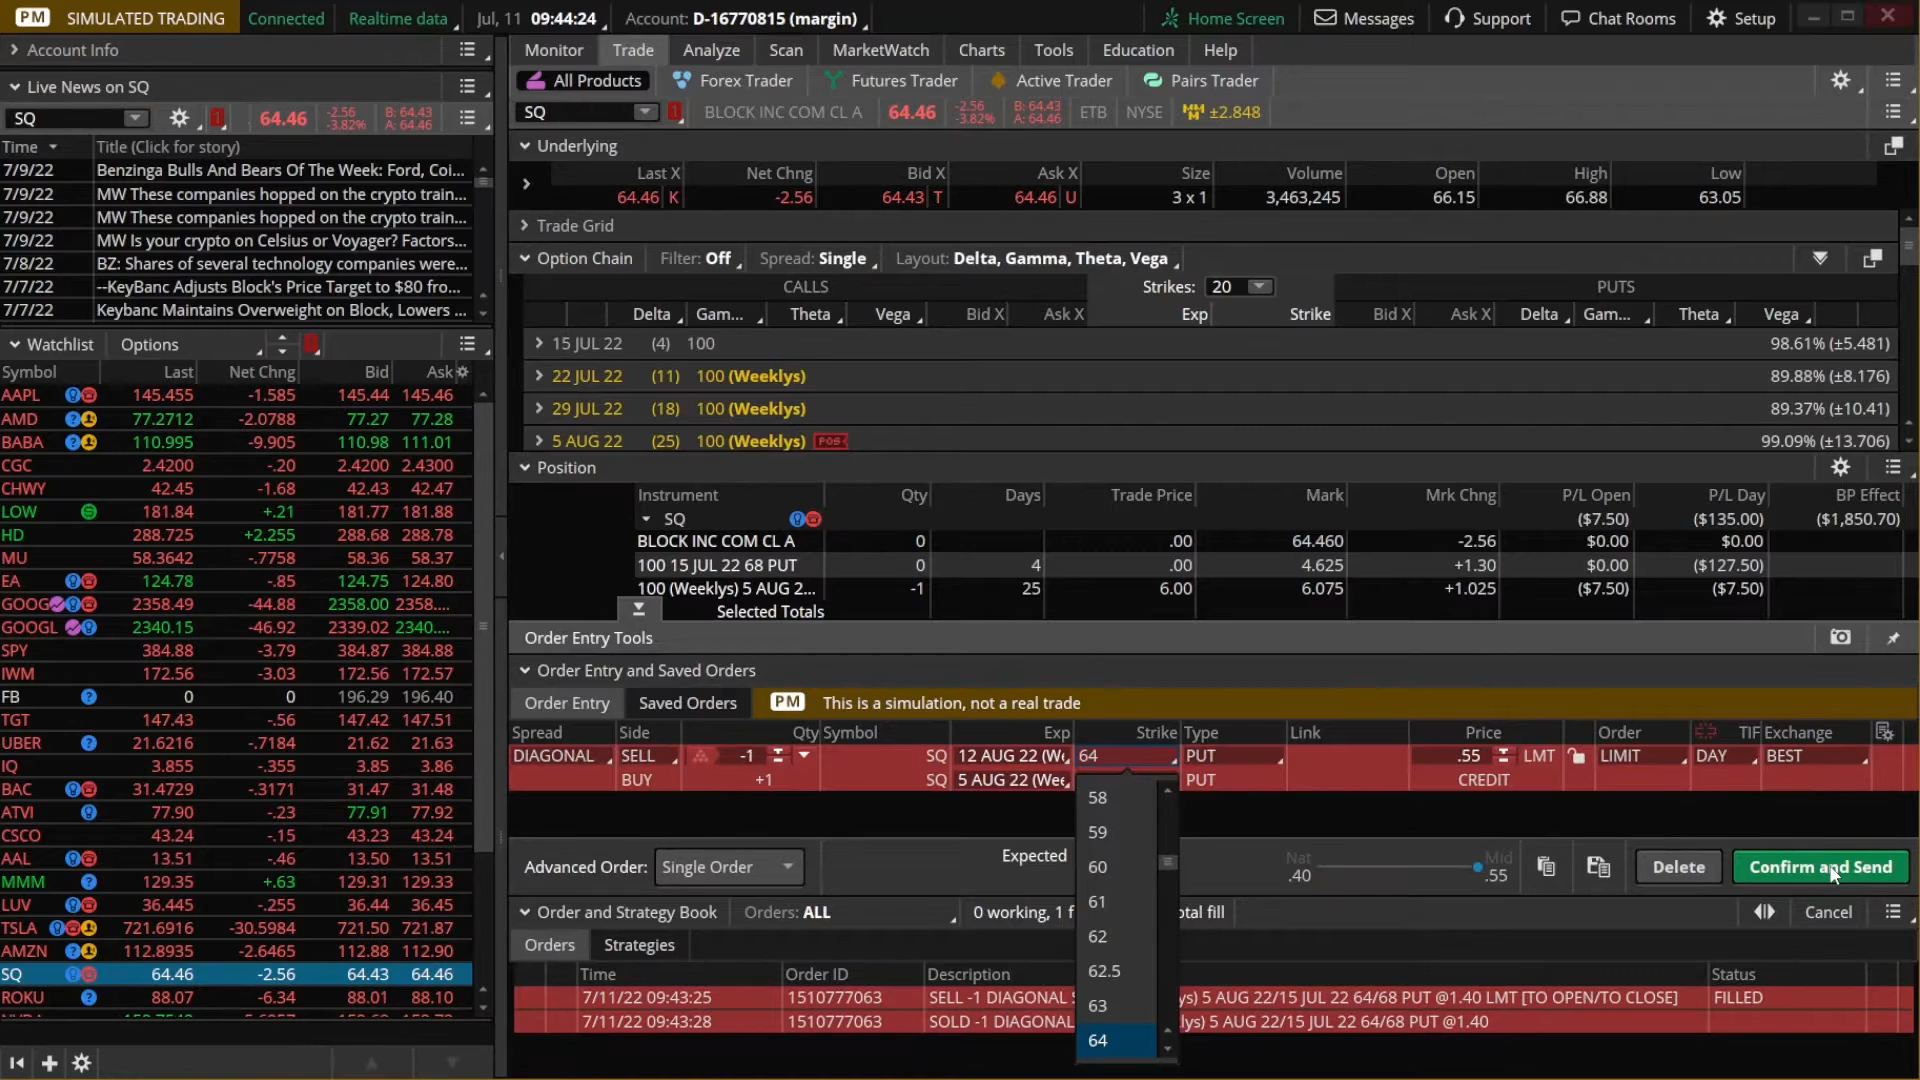 PM SIMULATED TRADING Connected Realtime data Jul, 11 09:44:24 Account: D-16770815 (margin) Home Screen Messages Support Chat Rooms Setup
Account Info
Monitor Trade Analyze Scan MarketWatch Charts Tools Education Help
Live News on SQ
All Products Forex Trader Futures Trader Active Trader Pairs Trader
SQ 1 64.46 -2.56 -3.82% B: 64.43 A: 64.46
SQ 1 BLOCK INC COM CL A 64.46 -2.56 -3.82% B: 64.43 A: 64.46 ETB NYSE MM ±2.848
Time Title (Click for story)
7/9/22 Benzinga Bulls And Bears Of The Week: Ford, Coi...
7/9/22 MW These companies hopped on the crypto train...
7/9/22 MW These companies hopped on the crypto train...
7/9/22 MW Is your crypto on Celsius or Voyager? Factors...
7/8/22 BZ: Shares of several technology companies were...
7/7/22 --KeyBanc Adjusts Block's Price Target to $80 fro...
7/7/22 Keybanc Maintains Overweight on Block, Lowers ...
Underlying
Last X Net Chng Bid X Ask X Size Volume Open High Low
64.46 K -2.56 64.43 T 64.46 U 3 x 1 3,463,245 66.15 66.88 63.05
Trade Grid
Option Chain Filter: Off Spread: Single Layout: Delta, Gamma, Theta, Vega
CALLS Strikes: 20 PUTS
Delta Gam... Theta Vega Bid X Ask X Exp Strike Bid X Ask X Delta Gam... Theta Vega
15 JUL 22 (4) 100 98.61% (±5.481)
22 JUL 22 (11) 100 (Weeklys) 89.88% (±8.176)
29 JUL 22 (18) 100 (Weeklys) 89.37% (±10.41)
5 AUG 22 (25) 100 (Weeklys) POS 99.09% (±13.706)
Watchlist Options
Symbol Last Net Chng Bid Ask
AAPL 145.455 -1.585 145.44 145.46
AMD 77.2712 -2.0788 77.27 77.28
BABA 110.995 -9.905 110.98 111.01
CGC 2.4200 -.20 2.4200 2.4300
CHWY 42.45 -1.68 42.43 42.47
LOW 181.84 +.21 181.77 181.88
HD 288.725 +2.255 288.68 288.78
MU 58.3642 -.7758 58.36 58.37
EA 124.78 -.85 124.75 124.80
GOOG 2358.49 -44.88 2358.00 2358....
GOOGL 2340.15 -46.92 2339.02 2340....
SPY 384.88 -3.79 384.87 384.88
IWM 172.56 -3.03 172.56 172.57
FB 0 0 196.29 196.40
TGT 147.43 -.56 147.42 147.51
UBER 21.6216 -.7184 21.62 21.63
IQ 3.855 -.355 3.85 3.86
BAC 31.4729 -.3171 31.47 31.48
ATVI 77.90 -.23 77.91 77.92
CSCO 43.24 -.15 43.23 43.24
AAL 13.51 -.46 13.50 13.51
MMM 129.35 +.63 129.31 129.33
LUV 36.445 -.255 36.44 36.45
TSLA 721.6916 -30.5984 721.50 721.87
AMZN 112.8935 -2.6465 112.88 112.90
SQ 64.46 -2.56 64.43 64.46
ROKU 88.07 -6.34 88.01 88.10
Position
Instrument Qty Days Trade Price Mark Mrk Chng P/L Open P/L Day BP Effect
SQ ($7.50) ($135.00) ($1,850.70)
BLOCK INC COM CL A 0 .00 64.460 -2.56 $0.00 $0.00
100 15 JUL 22 68 PUT 0 4 .00 4.625 +1.30 $0.00 ($127.50)
100 (Weeklys) 5 AUG 2... -1 25 6.00 6.075 +1.025 ($7.50) ($7.50)
Selected Totals
Order Entry Tools
Order Entry and Saved Orders
Order Entry Saved Orders PM This is a simulation, not a real trade
Spread Side Qty Symbol Exp Strike Type Link Price Order TIF Exchange
DIAGONAL SELL -1 SQ 12 AUG 22 (We 64 PUT .55 LMT LIMIT DAY BEST
BUY +1 SQ 5 AUG 22 (Wee PUT CREDIT
58
59
60
61
62
62.5
63
64
Advanced Order: Single Order Expected Nat .40 Mid .55 Delete Confirm and Send
Order and Strategy Book Orders: ALL 0 working, 1 f tal fill Cancel
Orders Strategies
Time Order ID Description Status
7/11/22 09:43:25 1510777063 SELL -1 DIAGONAL S ys) 5 AUG 22/15 JUL 22 64/68 PUT @1.40 LMT [TO OPEN/TO CLOSE] FILLED
7/11/22 09:43:28 1510777063 SOLD -1 DIAGONAL lys) 5 AUG 22/15 JUL 22 64/68 PUT @1.40